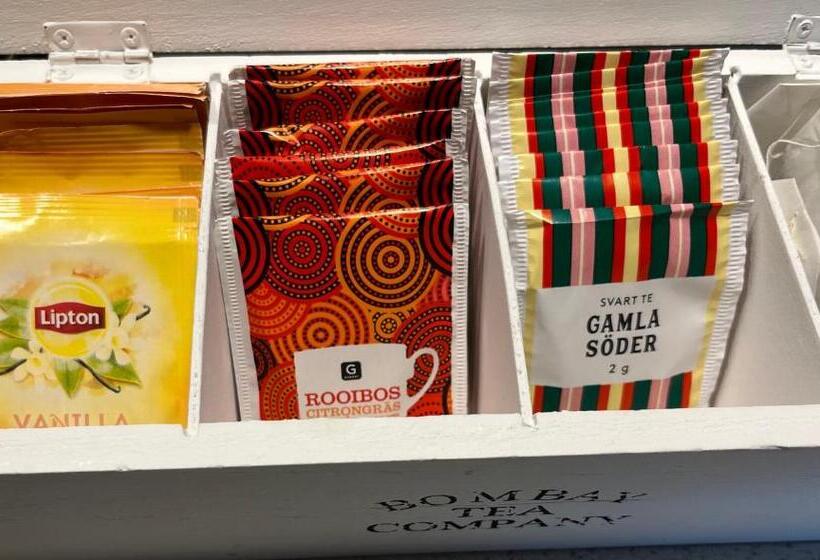 Lipton
VANILLA
G
ROOIBOS
CITRONGRÄS
SVART TE
GAMLA
SÖDER
2 g
BOMBAY
TEA
COMPANY